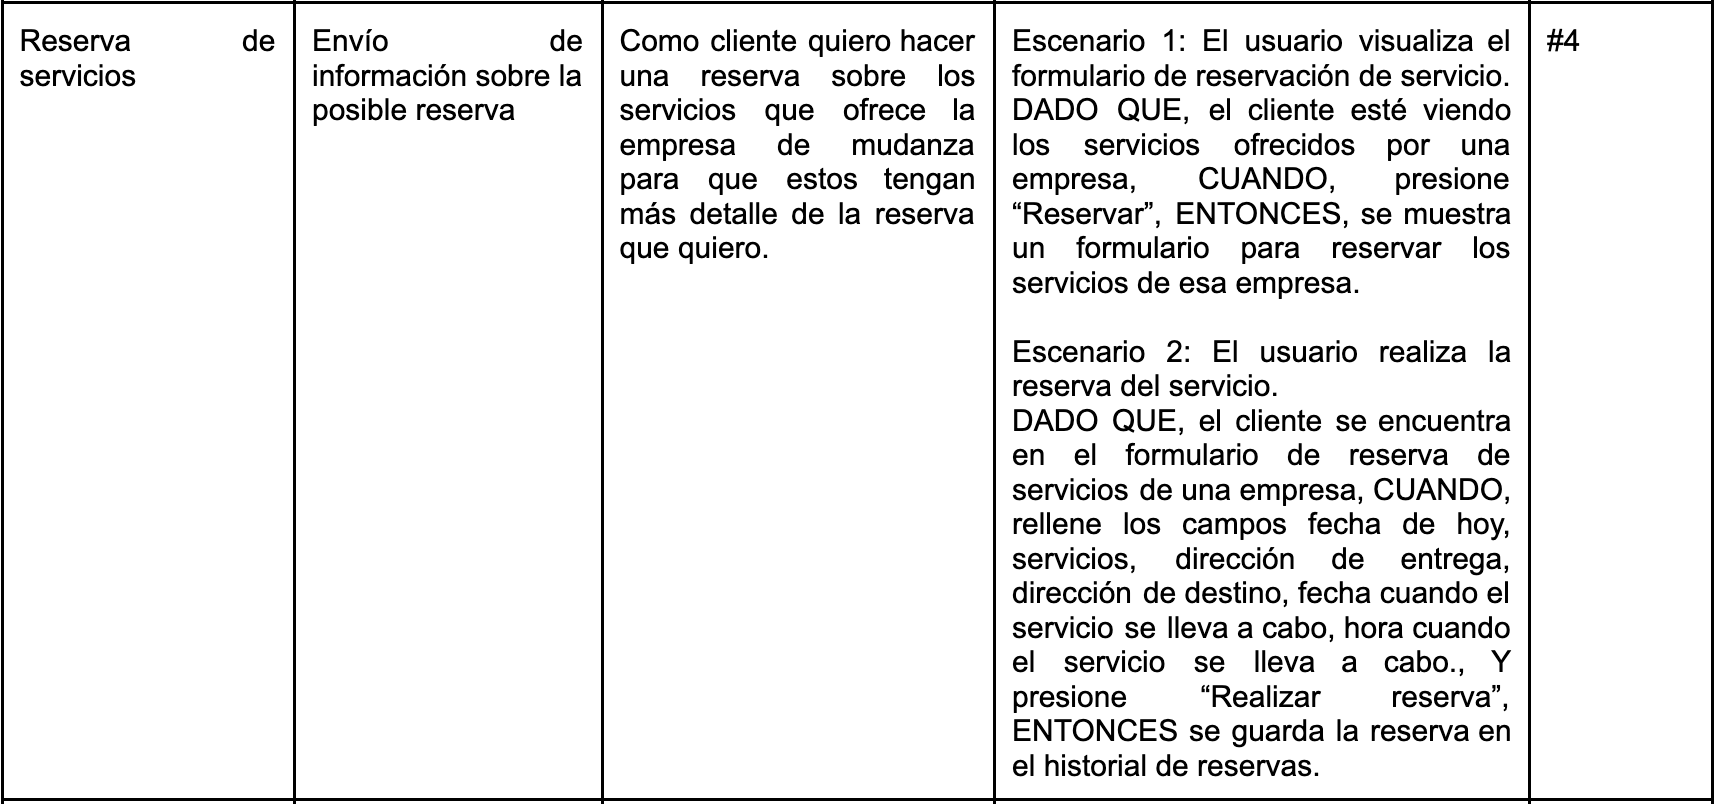 Reserva de
servicios
Envío de
información sobre la
posible reserva
Como cliente quiero hacer
una reserva sobre los
servicios que ofrece la
empresa de mudanza
para que estos tengan
más detalle de la reserva
que quiero.
Escenario 1: El usuario visualiza el
formulario de reservación de servicio.
DADO QUE, el cliente esté viendo
los servicios ofrecidos por una
empresa, CUANDO, presione
“Reservar”, ENTONCES, se muestra
un formulario para reservar los
servicios de esa empresa.
Escenario 2: El usuario realiza la
reserva del servicio.
DADO QUE, el cliente se encuentra
en el formulario de reserva de
servicios de una empresa, CUANDO,
rellene los campos fecha de hoy,
servicios, dirección de entrega,
dirección de destino, fecha cuando el
servicio se lleva a cabo, hora cuando
el servicio se lleva a cabo., Y
presione “Realizar reserva”,
ENTONCES se guarda la reserva en
el historial de reservas.
#4